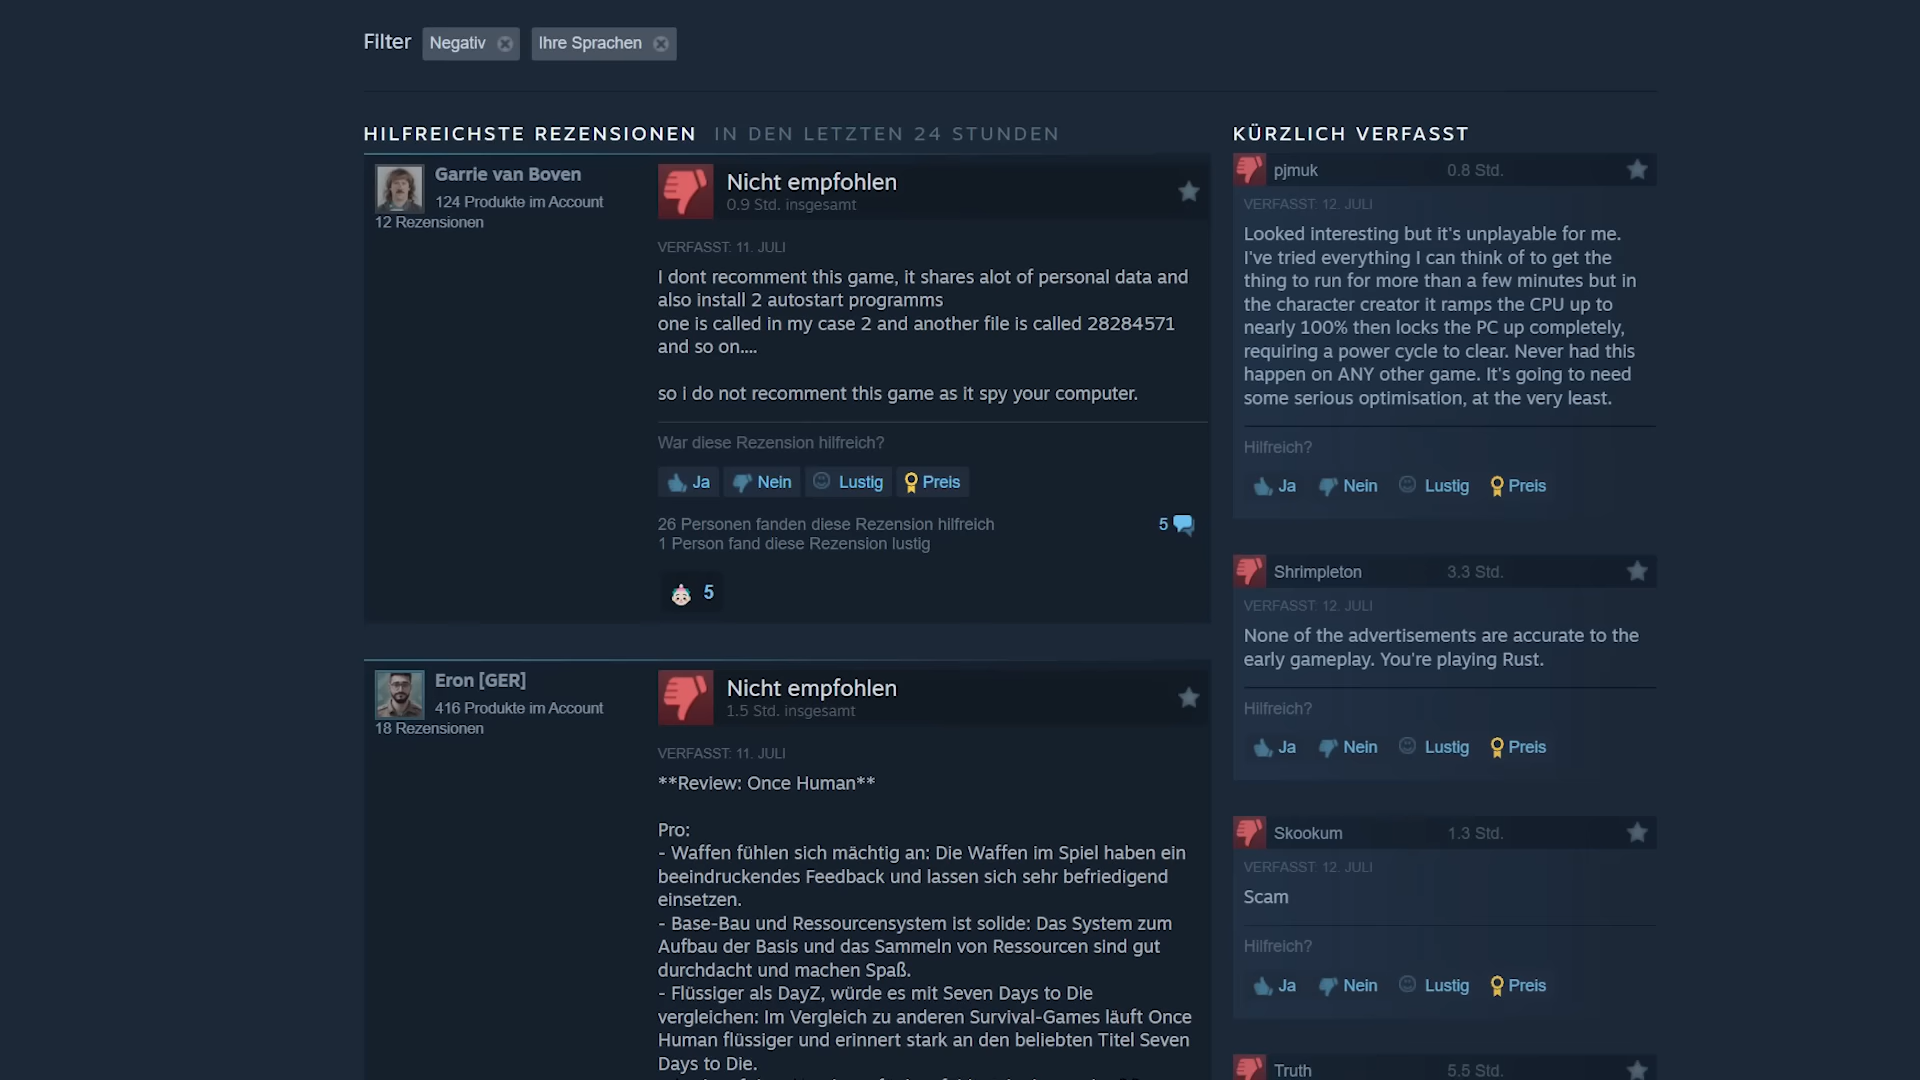 Filter Negativ Ihre Sprachen
HILFREICHSTE REZENSIONEN IN DEN LETZTEN 24 STUNDEN
Garrie van Boven
124 Produkte im Account
12 Rezensionen
Nicht empfohlen
0.9 Std. insgesamt
VERFASST: 11. JULI
I dont recomment this game, it shares alot of personal data and
also install 2 autostart programms
one is called in my case 2 and another file is called 28284571
and so on....
so i do not recomment this game as it spy your computer.
War diese Rezension hilfreich?
Ja Nein Lustig Preis
26 Personen fanden diese Rezension hilfreich
1 Person fand diese Rezension lustig
5
5
Eron [GER]
416 Produkte im Account
18 Rezensionen
Nicht empfohlen
1.5 Std. insgesamt
VERFASST: 11. JULI
**Review: Once Human**
Pro:
- Waffen fühlen sich mächtig an: Die Waffen im Spiel haben ein
beeindruckendes Feedback und lassen sich sehr befriedigend
einsetzen.
- Base-Bau und Ressourcensystem ist solide: Das System zum
Aufbau der Basis und das Sammeln von Ressourcen sind gut
durchdacht und machen Spaß.
- Flüssiger als DayZ, würde es mit Seven Days to Die
vergleichen: Im Vergleich zu anderen Survival-Games läuft Once
Human flüssiger und erinnert stark an den beliebten Titel Seven
Days to Die.
KÜRZLICH VERFASST
pjmuk 0.8 Std.
VERFASST: 12. JULI
Looked interesting but it's unplayable for me.
I've tried everything I can think of to get the
thing to run for more than a few minutes but in
the character creator it ramps the CPU up to
nearly 100% then locks the PC up completely,
requiring a power cycle to clear. Never had this
happen on ANY other game. It's going to need
some serious optimisation, at the very least.
Hilfreich?
Ja Nein Lustig Preis
Shrimpleton 3.3 Std.
VERFASST: 12. JULI
None of the advertisements are accurate to the
early gameplay. You're playing Rust.
Hilfreich?
Ja Nein Lustig Preis
Skookum 1.3 Std.
VERFASST: 12. JULI
Scam
Hilfreich?
Ja Nein Lustig Preis
Truth 5.5 Std.